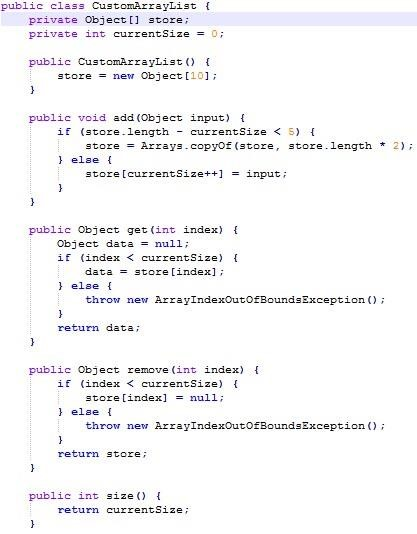 public class CustomArrayList {
    private Object[] store;
    private int currentSize = 0;

    public CustomArrayList() {
        store = new Object[10];
    }

    public void add(Object input) {
        if (store.length - currentSize < 5) {
            store = Arrays.copyOf(store, store.length * 2);
        } else {
            store[currentSize++] = input;
        }
    }

    public Object get(int index) {
        Object data = null;
        if (index < currentSize) {
            data = store[index];
        } else {
            throw new ArrayIndexOutOfBoundsException();
        }
        return data;
    }

    public Object remove(int index) {
        if (index < currentSize) {
            store[index] = null;
        } else {
            throw new ArrayIndexOutOfBoundsException();
        }
        return store;
    }

    public int size() {
        return currentSize;
    }